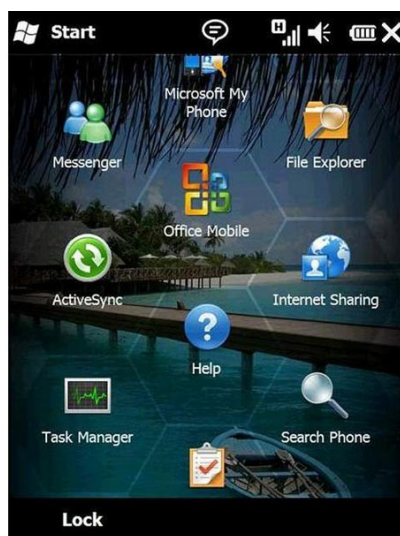 Start
H
Microsoft My
Phone
Messenger
File Explorer
Office Mobile
ActiveSync
Internet Sharing
Help
Task Manager
Search Phone
Lock